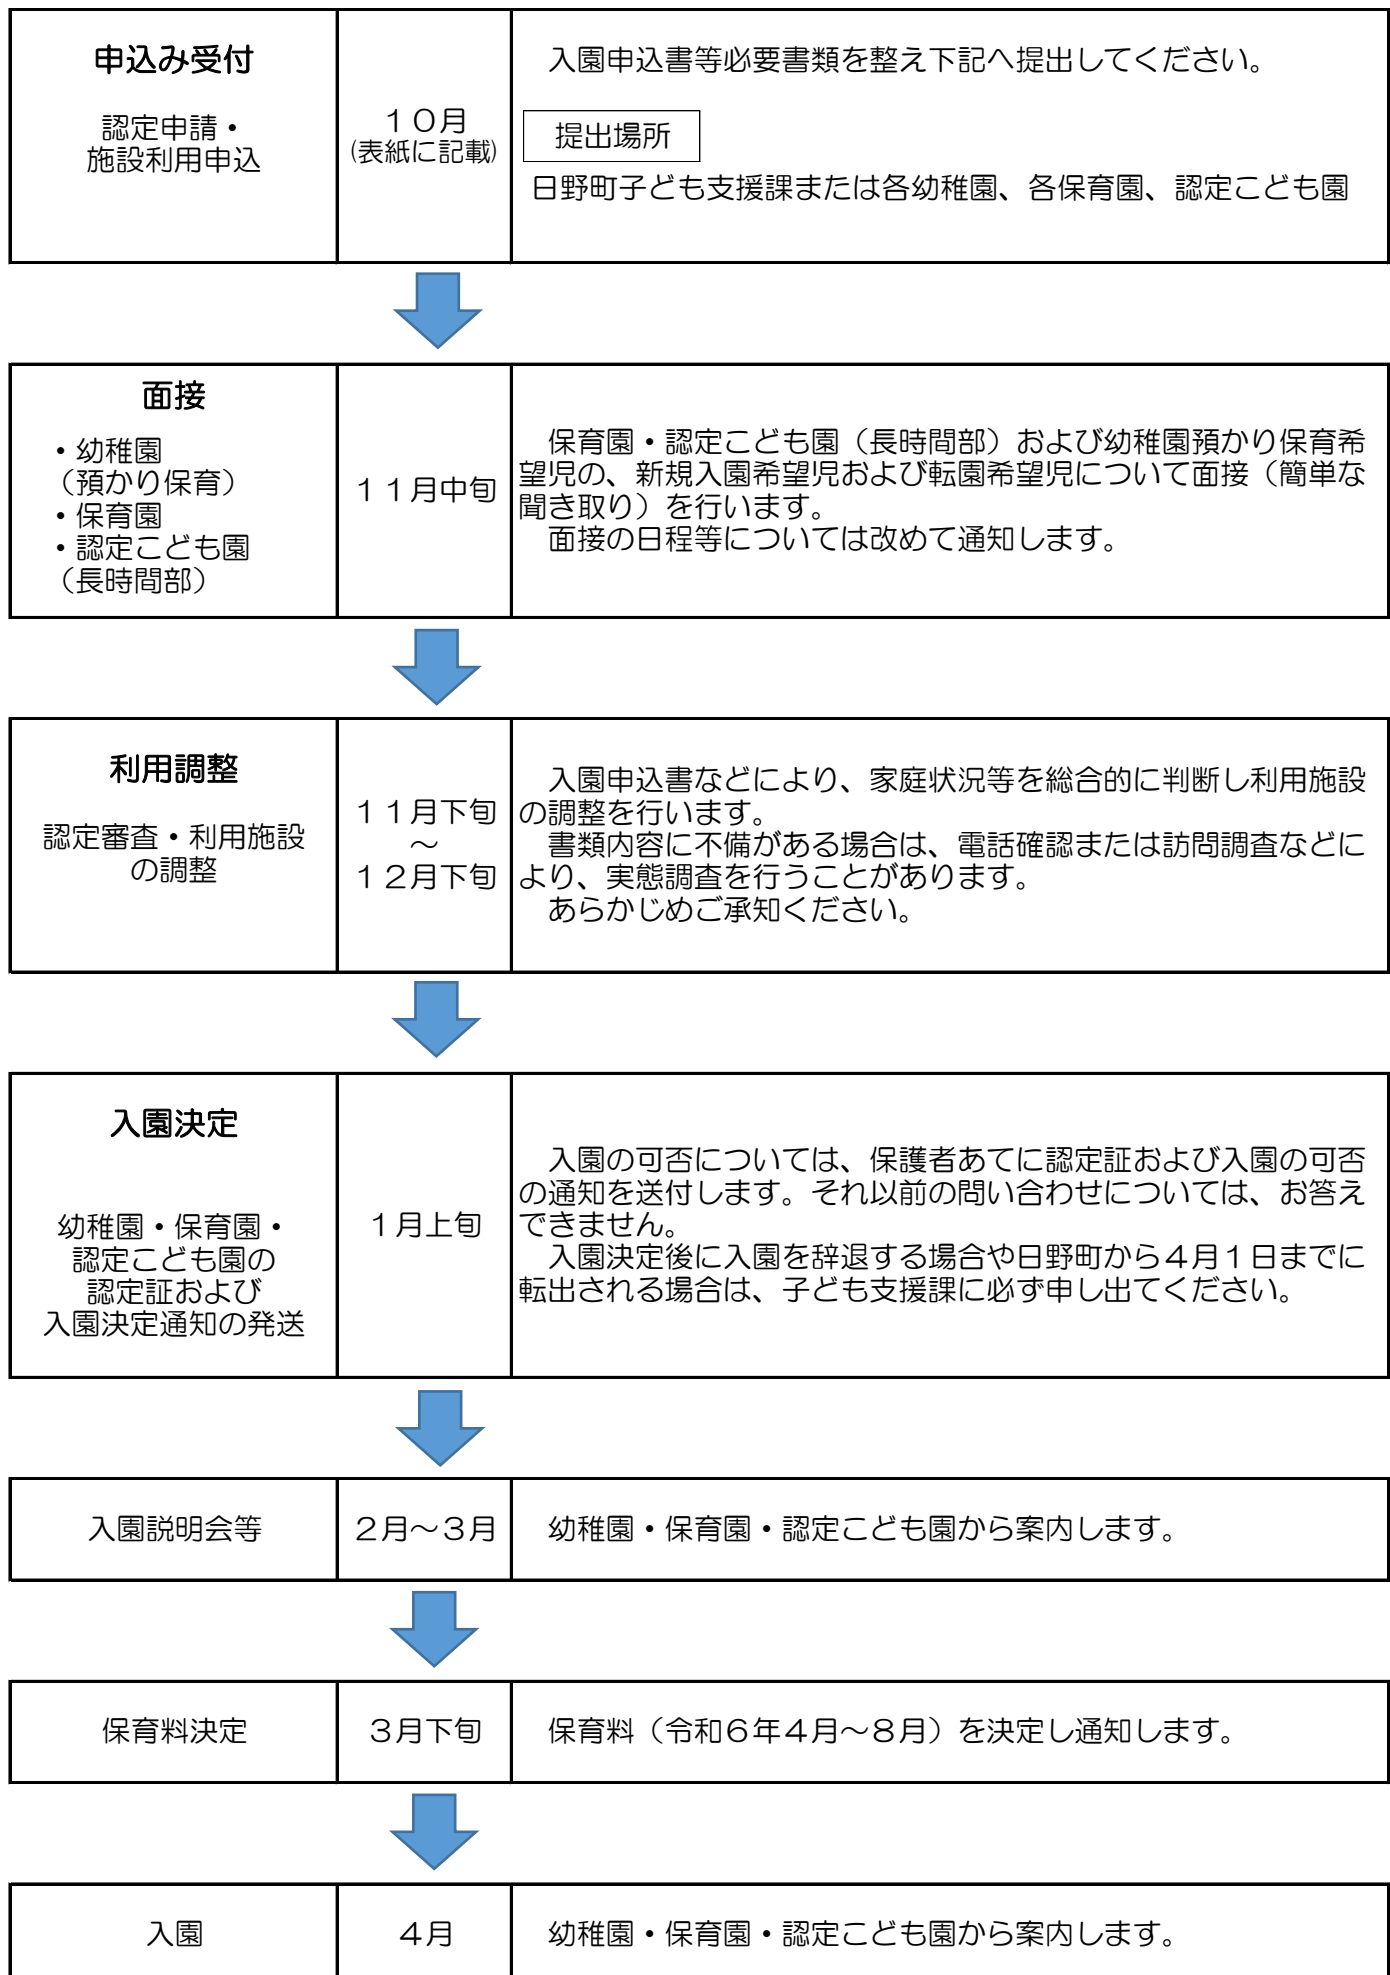 申込み受付
認定申請・
施設利用申込
１０月
(表紙に記載)
入園申込書等必要書類を整え下記へ提出してください。
提出場所
日野町子ども支援課または各幼稚園、各保育園、認定こども園
面接
・幼稚園
（預かり保育）
・保育園
・認定こども園
（長時間部）
１１月中旬
保育園・認定こども園（長時間部）および幼稚園預かり保育希
望児の、新規入園希望児および転園希望児について面接（簡単な
聞き取り）を行います。
面接の日程等については改めて通知します。
利用調整
認定審査・利用施設
の調整
１１月下旬
～
１２月下旬
入園申込書などにより、家庭状況等を総合的に判断し利用施設
の調整を行います。
書類内容に不備がある場合は、電話確認または訪問調査などに
より、実態調査を行うことがあります。
あらかじめご承知ください。
入園決定
幼稚園・保育園・
認定こども園の
認定証および
入園決定通知の発送
１月上旬
入園の可否については、保護者あてに認定証および入園の可否
の通知を送付します。それ以前の問い合わせについては、お答え
できません。
入園決定後に入園を辞退する場合や日野町から４月１日までに
転出される場合は、子ども支援課に必ず申し出てください。
入園説明会等
２月～３月
幼稚園・保育園・認定こども園から案内します。
保育料決定
３月下旬
保育料（令和６年４月～８月）を決定し通知します。
入園
４月
幼稚園・保育園・認定こども園から案内します。